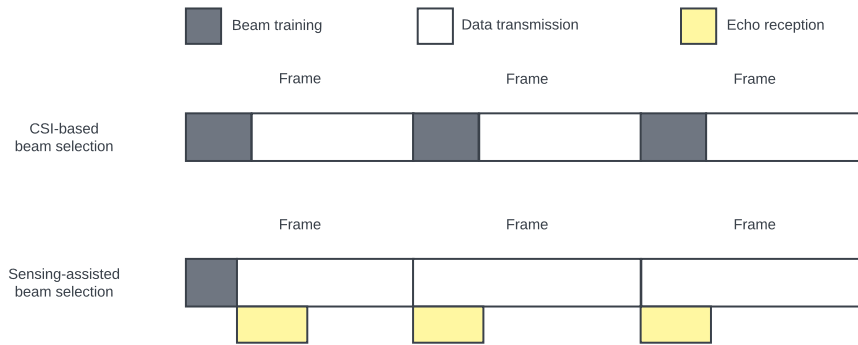 Beam training
Data transmission
Echo reception
Frame
Frame
Frame
CSI-based
beam selection
Frame
Frame
Frame
Sensing-assisted
beam selection